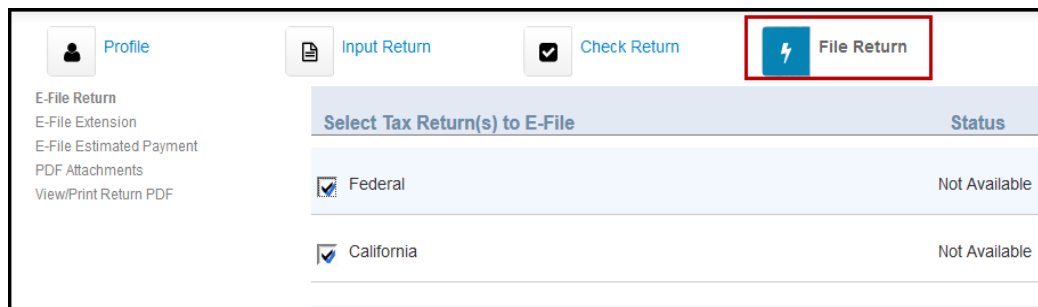 Profile
Input Return
Check Return
File Return
E-File Return
E-File Extension
E-File Estimated Payment
PDF Attachments
View/Print Return PDF
Select Tax Return(s) to E-File Status
Federal Not Available
California Not Available